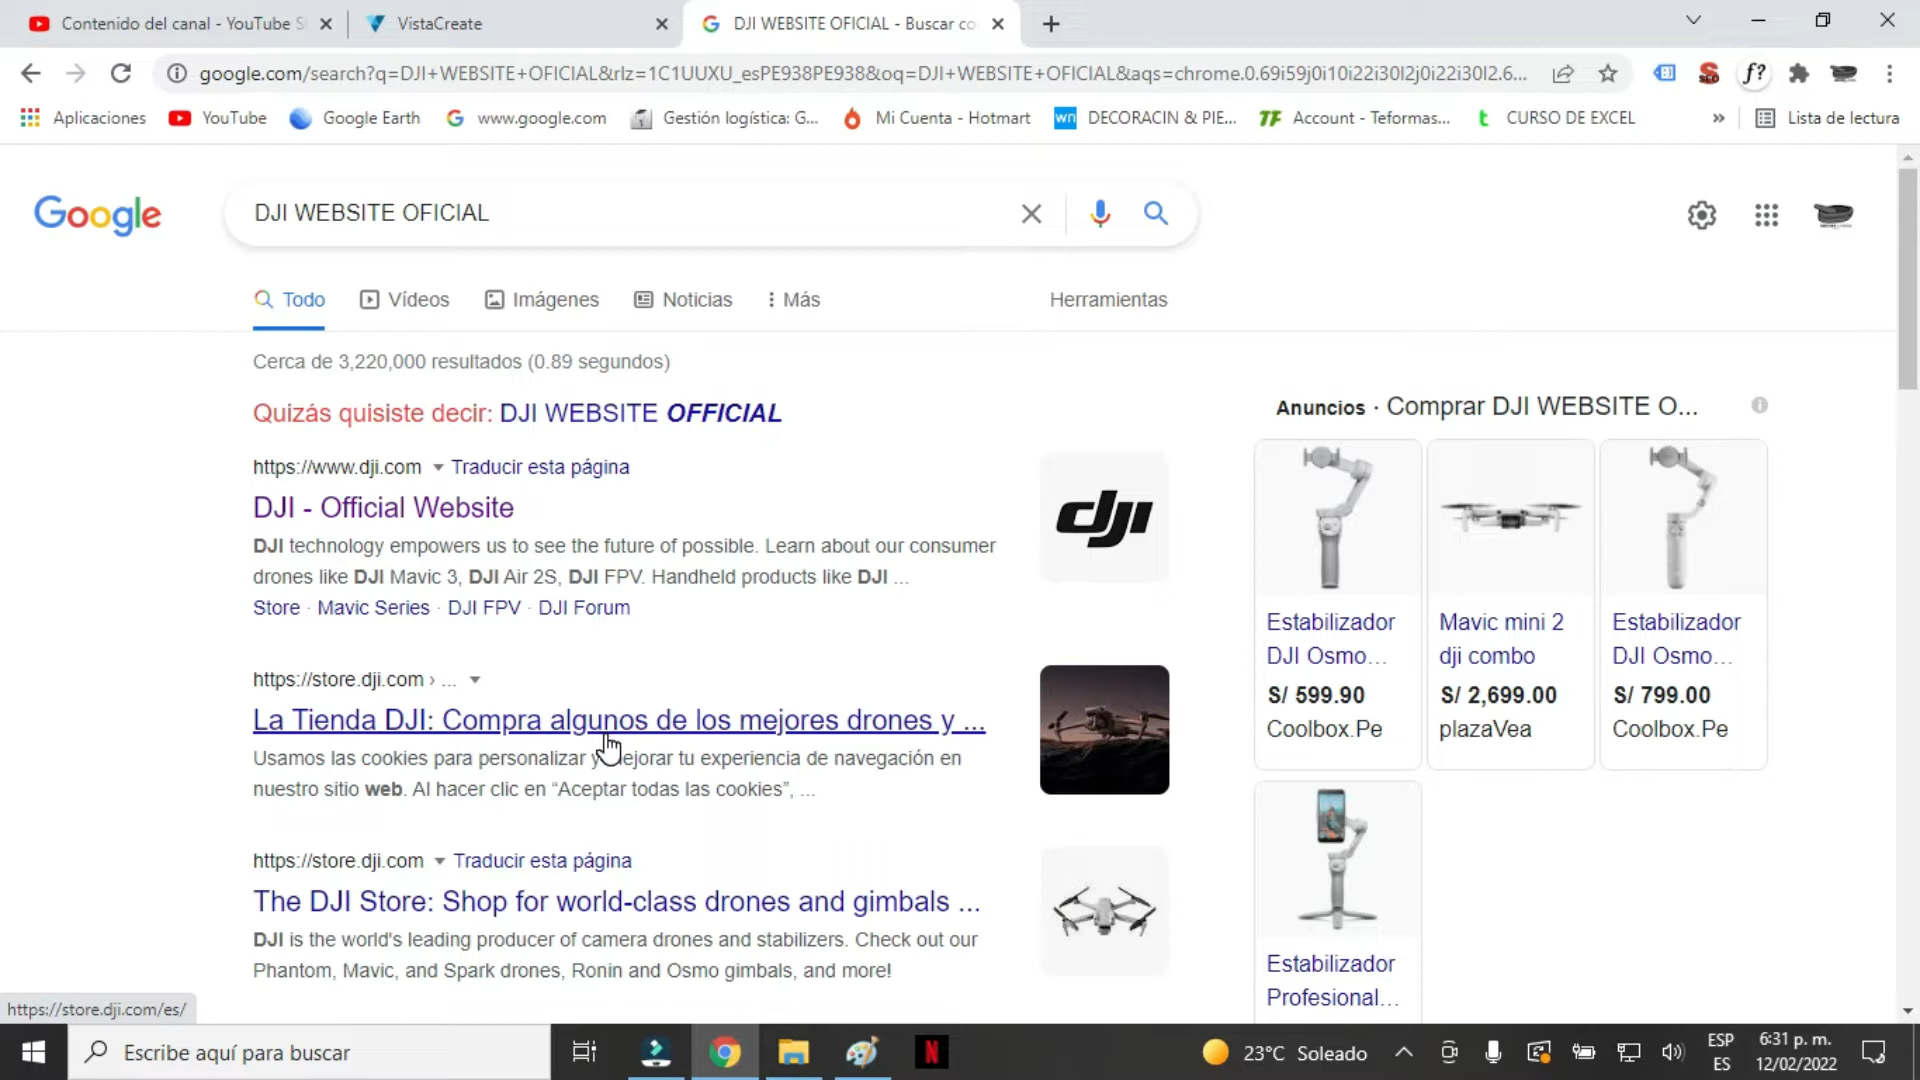 Contenido del canal - YouTube S
VistaCreate
DJI WEBSITE OFICIAL - Buscar co
google.com/search?q=DJI+WEBSITE+OFICIAL&rlz=1C1UUXU_esPE938PE938&oq=DJI+WEBSITE+OFICIAL&aqs=chrome.0.69i59j0i10i22i30l2j0i22i30l2.6...
Aplicaciones
YouTube
Google Earth
www.google.com
Gestión logística: G...
Mi Cuenta - Hotmart
DECORACIN & PIE...
Account - Teformas...
CURSO DE EXCEL
»
Lista de lectura
Google
DJI WEBSITE OFICIAL
Todo
Vídeos
Imágenes
Noticias
Más
Herramientas
Cerca de 3,220,000 resultados (0.89 segundos)
Quizás quisiste decir: DJI WEBSITE OFFICIAL
https://www.dji.com Traducir esta página
DJI - Official Website
DJI technology empowers us to see the future of possible. Learn about our consumer
drones like DJI Mavic 3, DJI Air 2S, DJI FPV. Handheld products like DJI ...
Store · Mavic Series · DJI FPV · DJI Forum
dji
https://store.dji.com › ...
La Tienda DJI: Compra algunos de los mejores drones y ...
Usamos las cookies para personalizar y mejorar tu experiencia de navegación en
nuestro sitio web. Al hacer clic en “Aceptar todas las cookies”, ...
https://store.dji.com Traducir esta página
The DJI Store: Shop for world-class drones and gimbals ...
DJI is the world's leading producer of camera drones and stabilizers. Check out our
Phantom, Mavic, and Spark drones, Ronin and Osmo gimbals, and more!
Anuncios · Comprar DJI WEBSITE O...
Estabilizador
DJI Osmo...
S/ 599.90
Coolbox.Pe
Mavic mini 2
dji combo
S/ 2,699.00
plazaVea
Estabilizador
DJI Osmo...
S/ 799.00
Coolbox.Pe
Estabilizador
Profesional...
https://store.dji.com/es/
Escribe aquí para buscar
23°C Soleado
ESP
ES
6:31 p. m.
12/02/2022